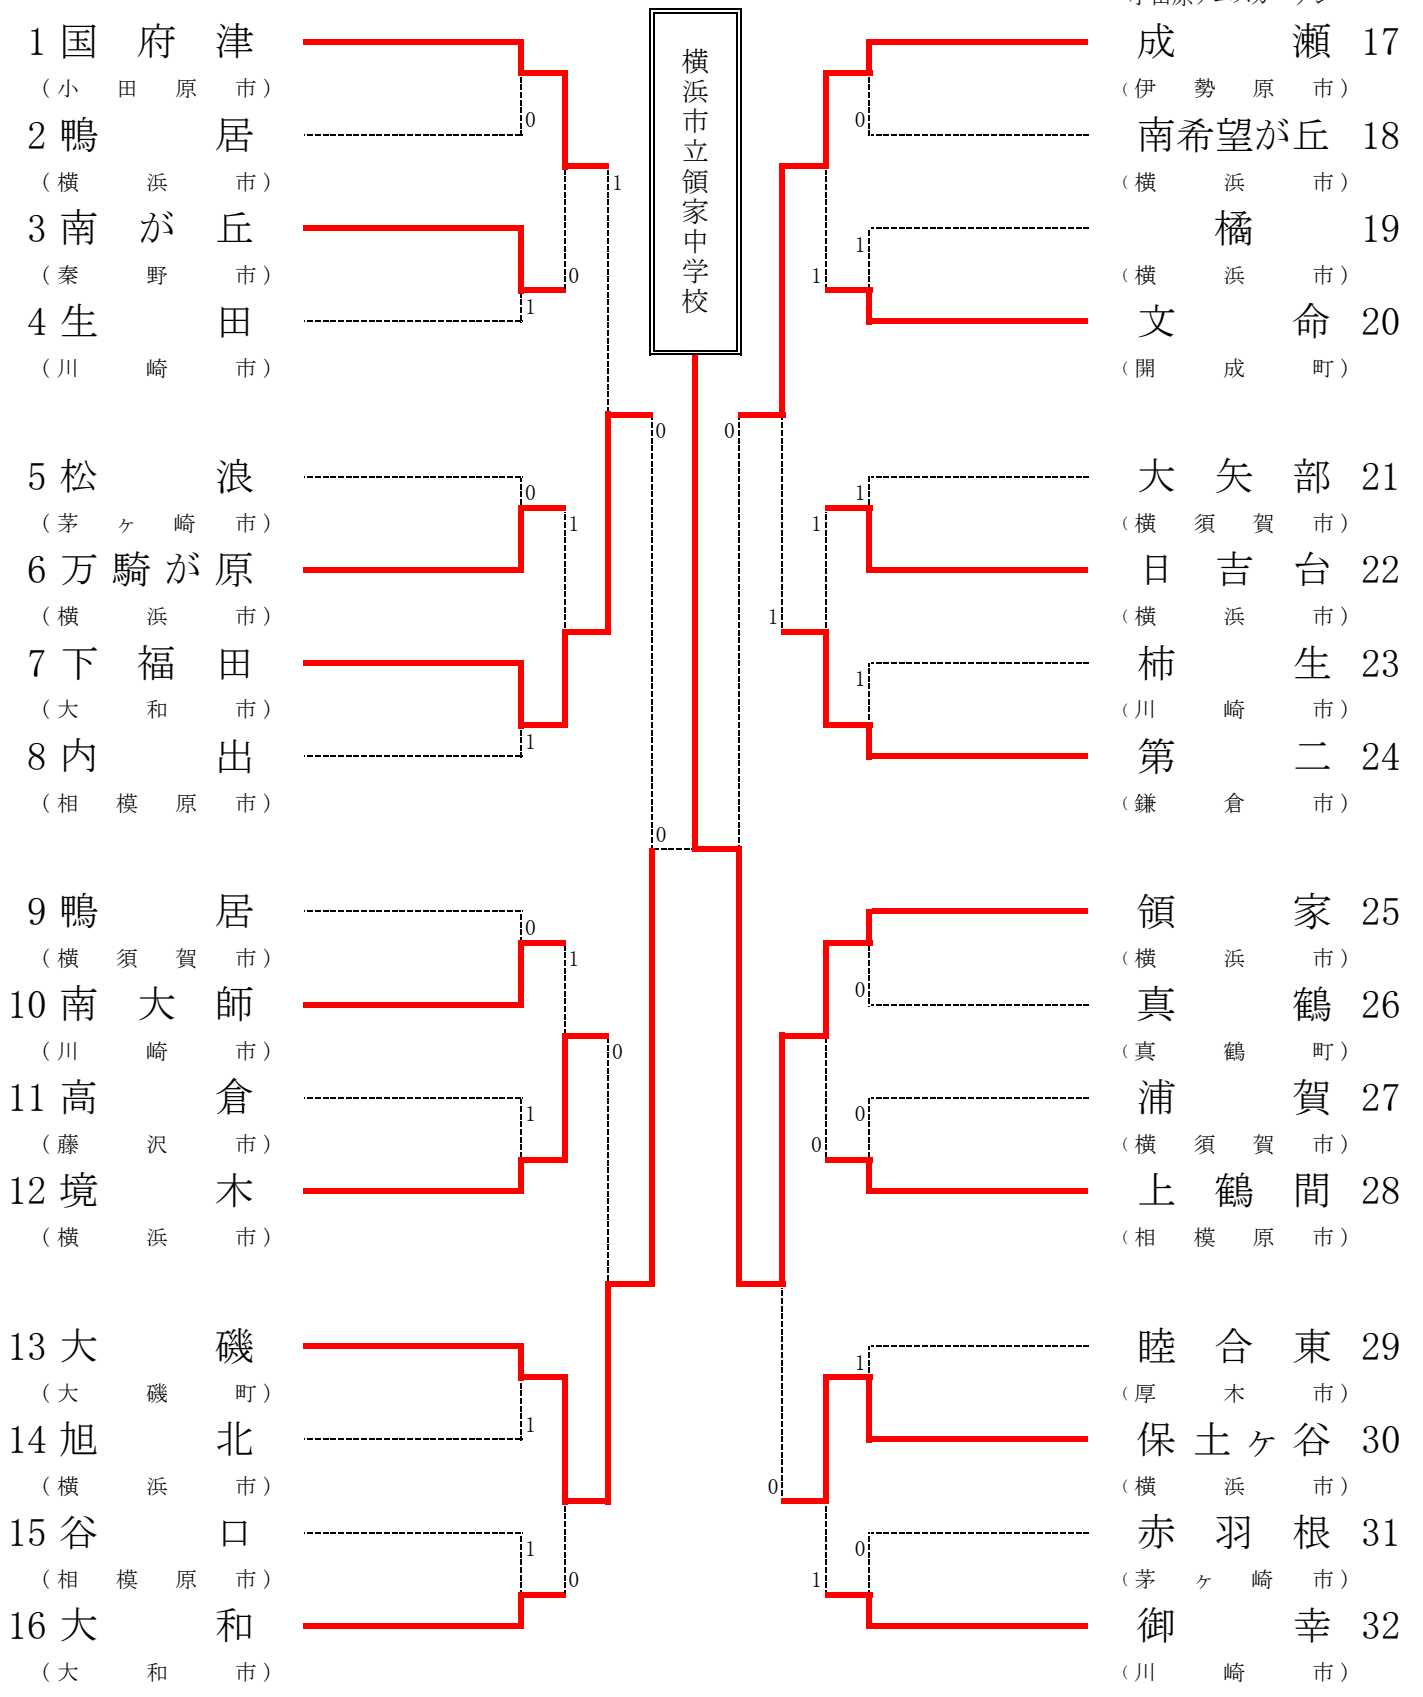 横浜市立領家中学校
1 国府津
（小田原市）
0
2 鴨居
（横浜市）
1
3 南が丘
（秦野市）
0
1
4 生田
（川崎市）
0
5 松浪
0
（茅ヶ崎市）
1
6 万騎が原
（横浜市）
7 下福田
（大和市）
1
8 内出
（相模原市）
0
9 鴨居
0
（横須賀市）
1
10 南大師
（川崎市）
0
11 高倉
1
（藤沢市）
12 境木
（横浜市）
13 大磯
（大磯町）
1
14 旭北
（横浜市）
15 谷口
1
（相模原市）
0
16 大和
（大和市）
成瀬 17
（伊勢原市）
0
南希望が丘 18
（横浜市）
橘 19
1
（横浜市）
1
文命 20
（開成町）
0
大矢部 21
1
（横須賀市）
1
日吉台 22
（横浜市）
1
柿生 23
1
（川崎市）
第二 24
（鎌倉市）
領家 25
（横浜市）
0
真鶴 26
（真鶴町）
浦賀 27
0
（横須賀市）
0
上鶴間 28
（相模原市）
睦合東 29
1
（厚木市）
保土ヶ谷 30
（横浜市）
0
赤羽根 31
0
（茅ヶ崎市）
1
御幸 32
（川崎市）